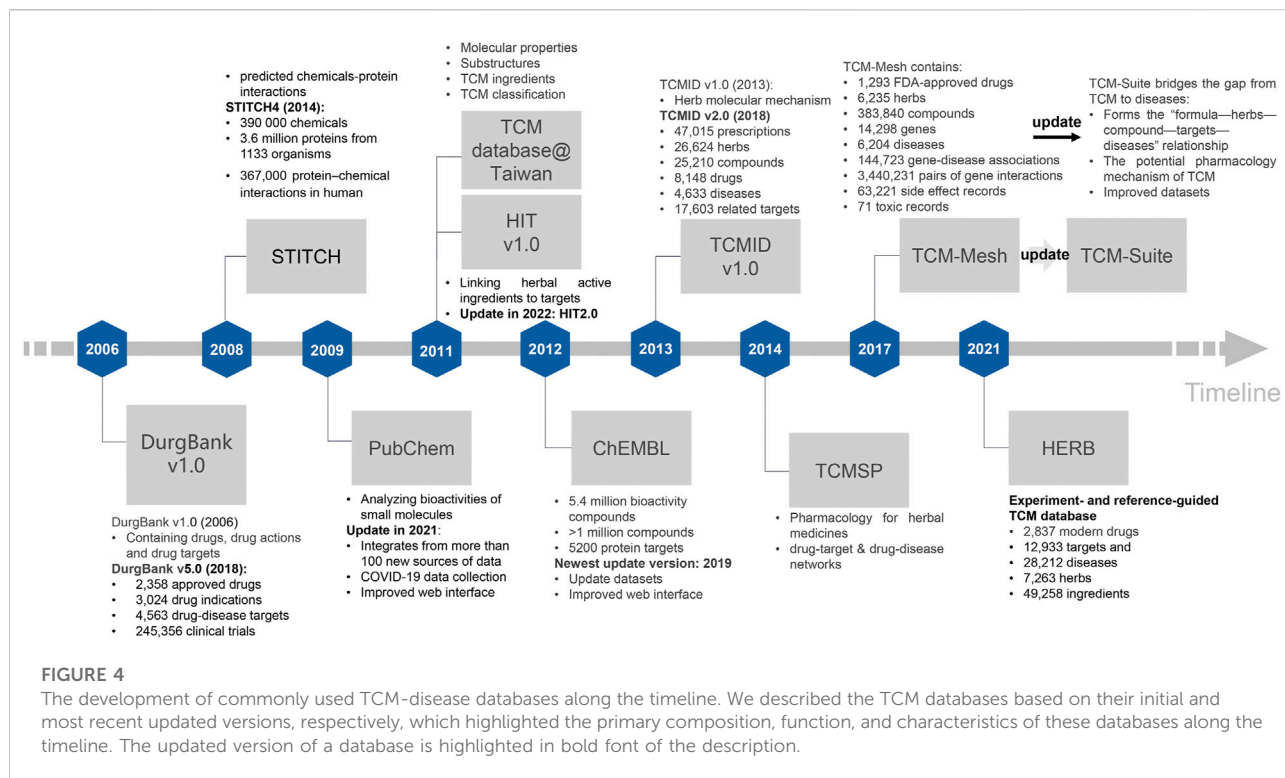 • predicted chemicals-protein
interactions
STITCH4 (2014):
• 390 000 chemicals
• 3.6 million proteins from
1133 organisms
• 367,000 protein–chemical
interactions in human
STITCH
• Molecular properties
• Substructures
• TCM ingredients
• TCM classification
TCM
database@
Taiwan
HIT
v1.0
• Linking herbal active
ingredients to targets
• Update in 2022: HIT2.0
TCMID v1.0 (2013):
• Herb molecular mechanism
TCMID v2.0 (2018)
• 47,015 prescriptions
• 26,624 herbs
• 25,210 compounds
• 8,148 drugs
• 4,633 diseases
• 17,603 related targets
TCMID
v1.0
TCM-Mesh contains:
• 1,293 FDA-approved drugs
• 6,235 herbs
• 383,840 compounds
• 14,298 genes
• 6,204 diseases
• 144,723 gene-disease associations
• 3,440,231 pairs of gene interactions
• 63,221 side effect records
• 71 toxic records
TCM-Mesh
update
update
TCM-Suite bridges the gap from
TCM to diseases:
• Forms the “formula—herbs—
compound—targets—
diseases” relationship
• The potential pharmacology
mechanism of TCM
• Improved datasets
TCM-Suite
2006
2008
2009
2011
2012
2013
2014
2017
2021
Timeline
DurgBank
v1.0
DurgBank v1.0 (2006)
• Containing drugs, drug actions
and drug targets
DurgBank v5.0 (2018):
• 2,358 approved drugs
• 3,024 drug indications
• 4,563 drug-disease targets
• 245,356 clinical trials
PubChem
• Analyzing bioactivities of
small molecules
Update in 2021:
• Integrates from more than
100 new sources of data
• COVID-19 data collection
• Improved web interface
ChEMBL
• 5.4 million bioactivity
compounds
• >1 million compounds
• 5200 protein targets
Newest update version: 2019
• Update datasets
• Improved web interface
TCMSP
• Pharmacology for herbal
medicines
• drug-target & drug-disease
networks
HERB
Experiment- and reference-guided
TCM database
• 2,837 modern drugs
• 12,933 targets and
• 28,212 diseases
• 7,263 herbs
• 49,258 ingredients
FIGURE 4
The development of commonly used TCM-disease databases along the timeline. We described the TCM databases based on their initial and
most recent updated versions, respectively, which highlighted the primary composition, function, and characteristics of these databases along the
timeline. The updated version of a database is highlighted in bold font of the description.